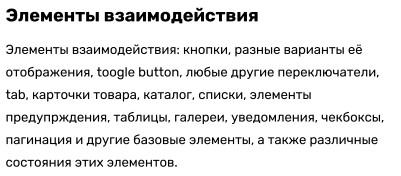 Элементы взаимодействия
Элементы взаимодействия: кнопки, разные варианты её
отображения, toogle button, любые другие переключатели,
tab, карточки товара, каталог, списки, элементы
предупрждения, таблицы, галереи, уведомления, чекбоксы,
пагинация и другие базовые элементы, а также различные
состояния этих элементов.